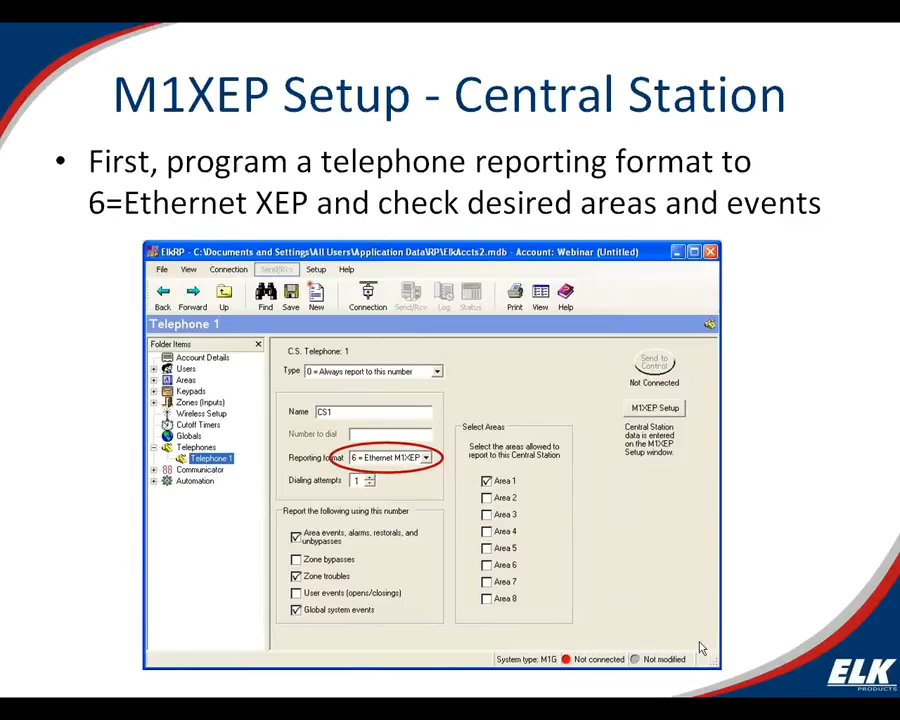 M1XEP Setup - Central Station
• First, program a telephone reporting format to
6=Ethernet XEP and check desired areas and events
ElkRP - C:\Documents and Settings\All Users\Application Data\RP\ElkAccts2.mdb - Account: Webinar (Untitled)
File View Connection Send/Rcv Setup Help
Back Forward Up Find Save New Connection Send/Rcv Log Status Print View Help
Telephone 1
Folder Items
Account Details
Users
Areas
Keypads
Zones (Inputs)
Wireless Setup
Cutoff Timers
Globals
Telephones
Telephone 1
Communicator
Automation
C.S. Telephone: 1
Type 0 = Always report to this number
Name CS1
Number to dial
Reporting format 6 = Ethernet M1XEP
Dialing attempts 1
Report the following using this number
Area events, alarms, restorals, and
unbypasses
Zone bypasses
Zone troubles
User events (opens/closings)
Global system events
Select Areas
Select the areas allowed to
report to this Central Station
Area 1
Area 2
Area 3
Area 4
Area 5
Area 6
Area 7
Area 8
Send to
Control
Not Connected
M1XEP Setup
Central Station
data is entered
on the M1XEP
Setup window.
System type: M1G Not connected Not modified
ELK
PRODUCTS